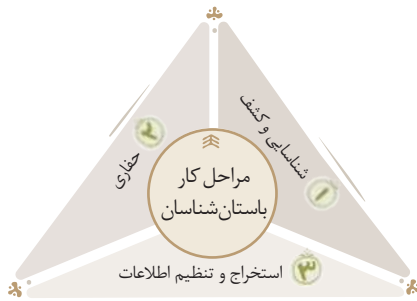 مراحل کار
باستان‌شناسان
۱ شناسایی و کشف
۲ حفاری
۳ استخراج و تنظیم اطلاعات